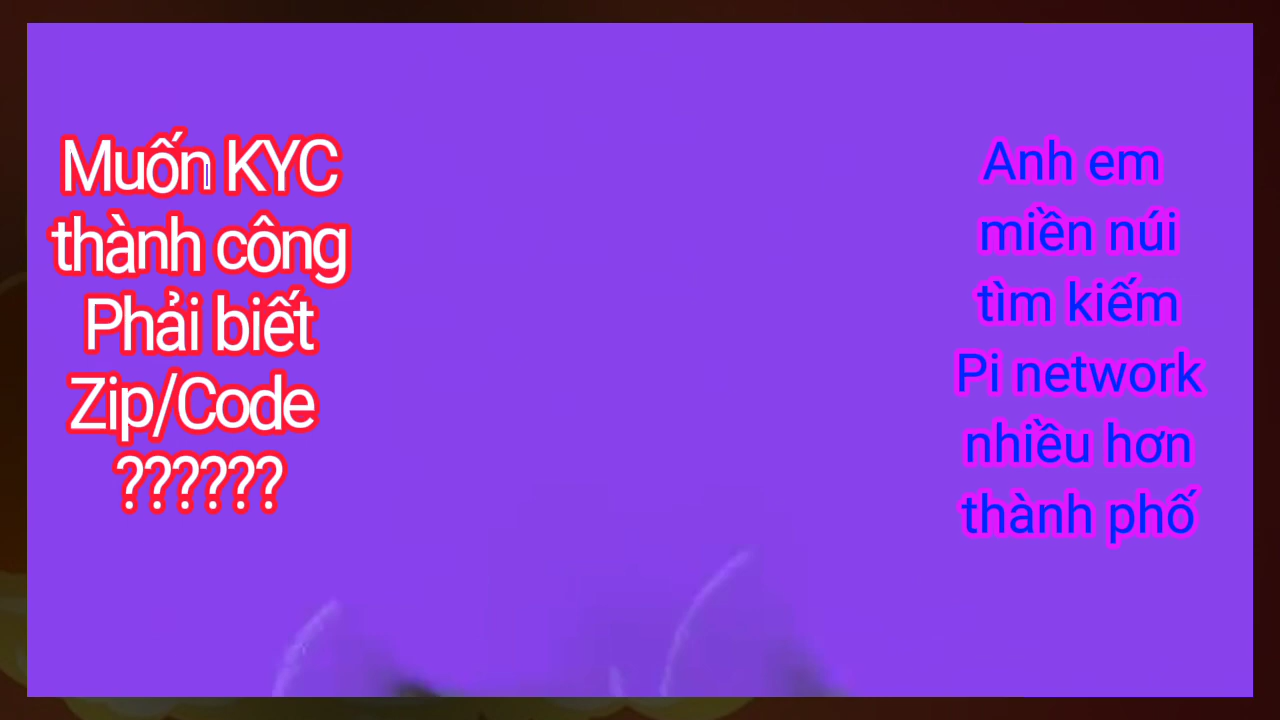 Muốn KYC
thành công
Phải biết
Zip/Code
??????
Anh em
miền núi
tìm kiếm
Pi network
nhiều hơn
thành phố